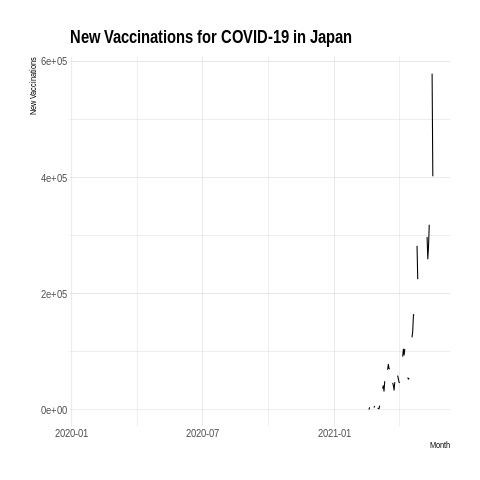 New Vaccinations for COVID-19 in Japan
New Vaccinations
6e+05
4e+05
2e+05
0e+00
2020-01
2020-07
2021-01
Month